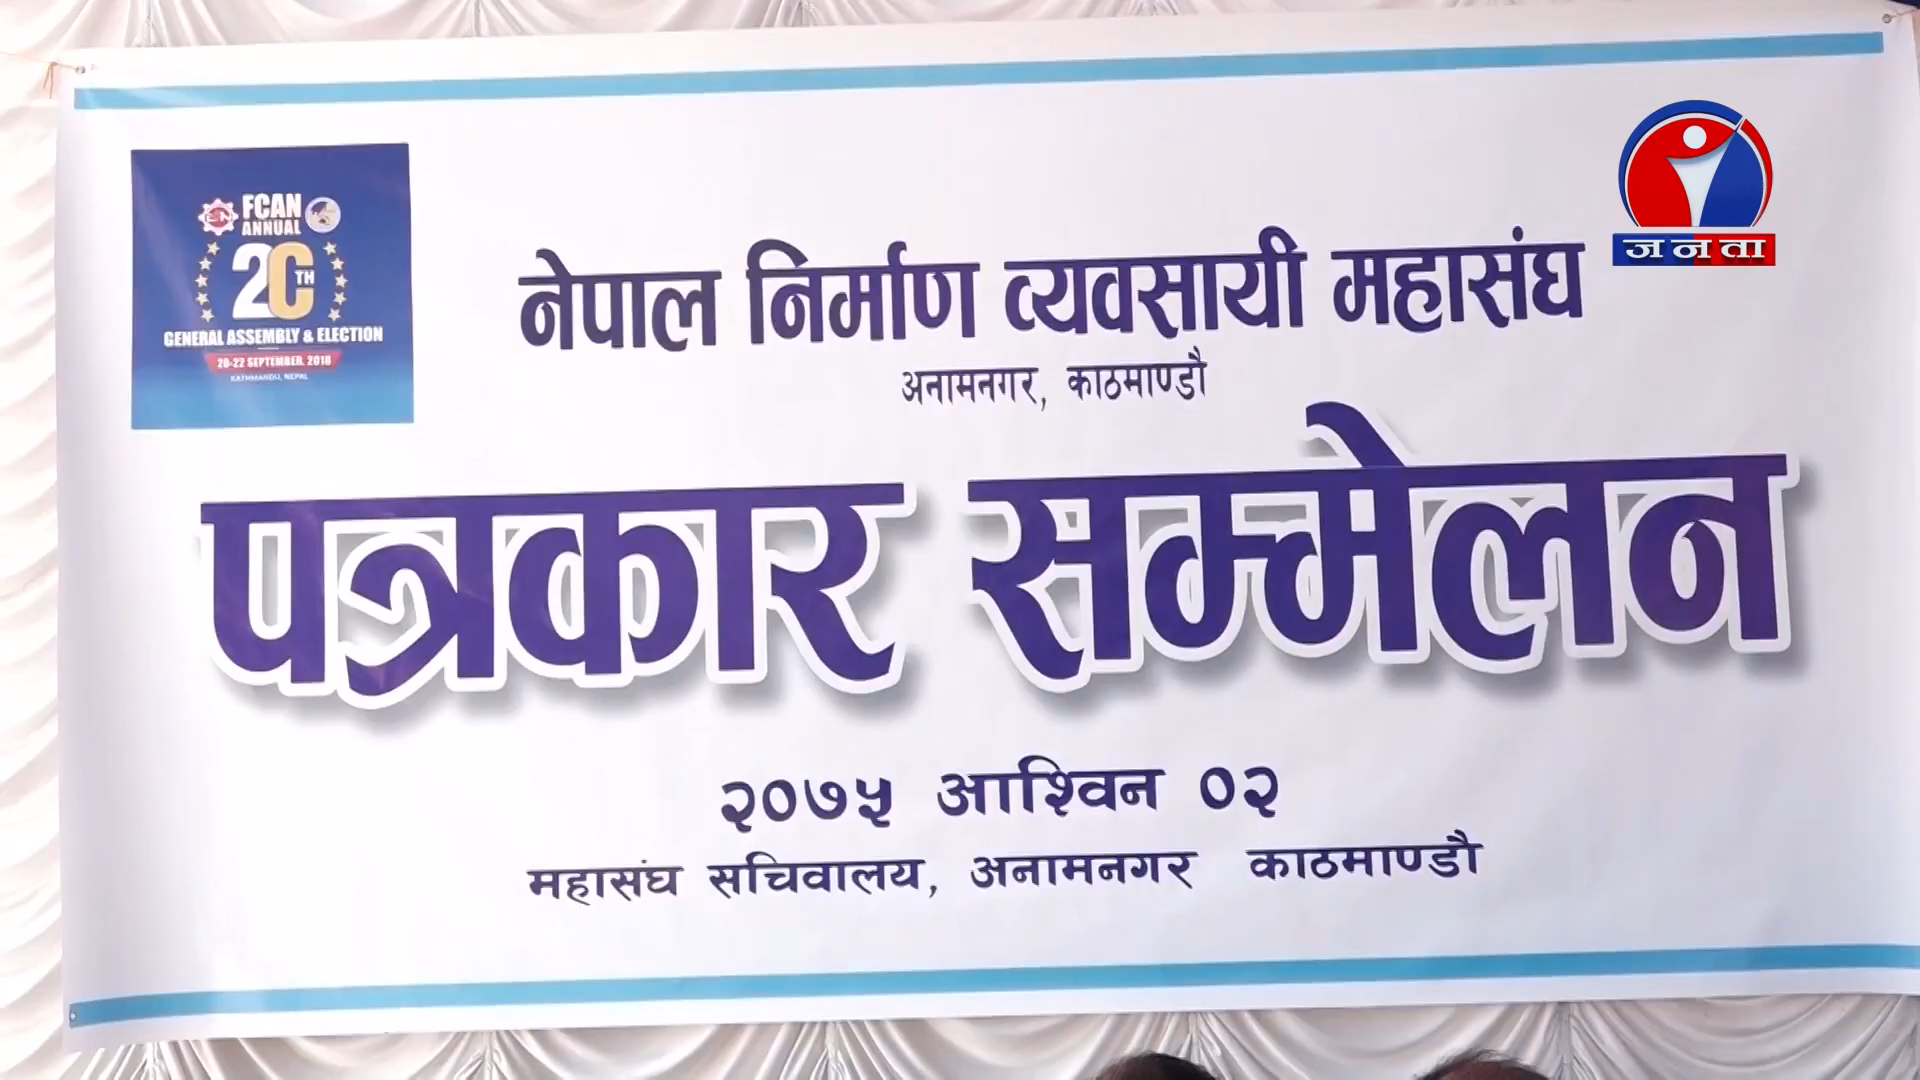 जनता
FCAN
ANNUAL
20TH
GENERAL ASSEMBLY & ELECTION
20-22 SEPTEMBER, 2018
KATHMANDU, NEPAL
नेपाल निर्माण व्यवसायी महासंघ
अनामनगर, काठमाण्डौ
पत्रकार सम्मेलन
२०७५ आश्विन ०२
महासंघ सचिवालय, अनामनगर काठमाण्डौ